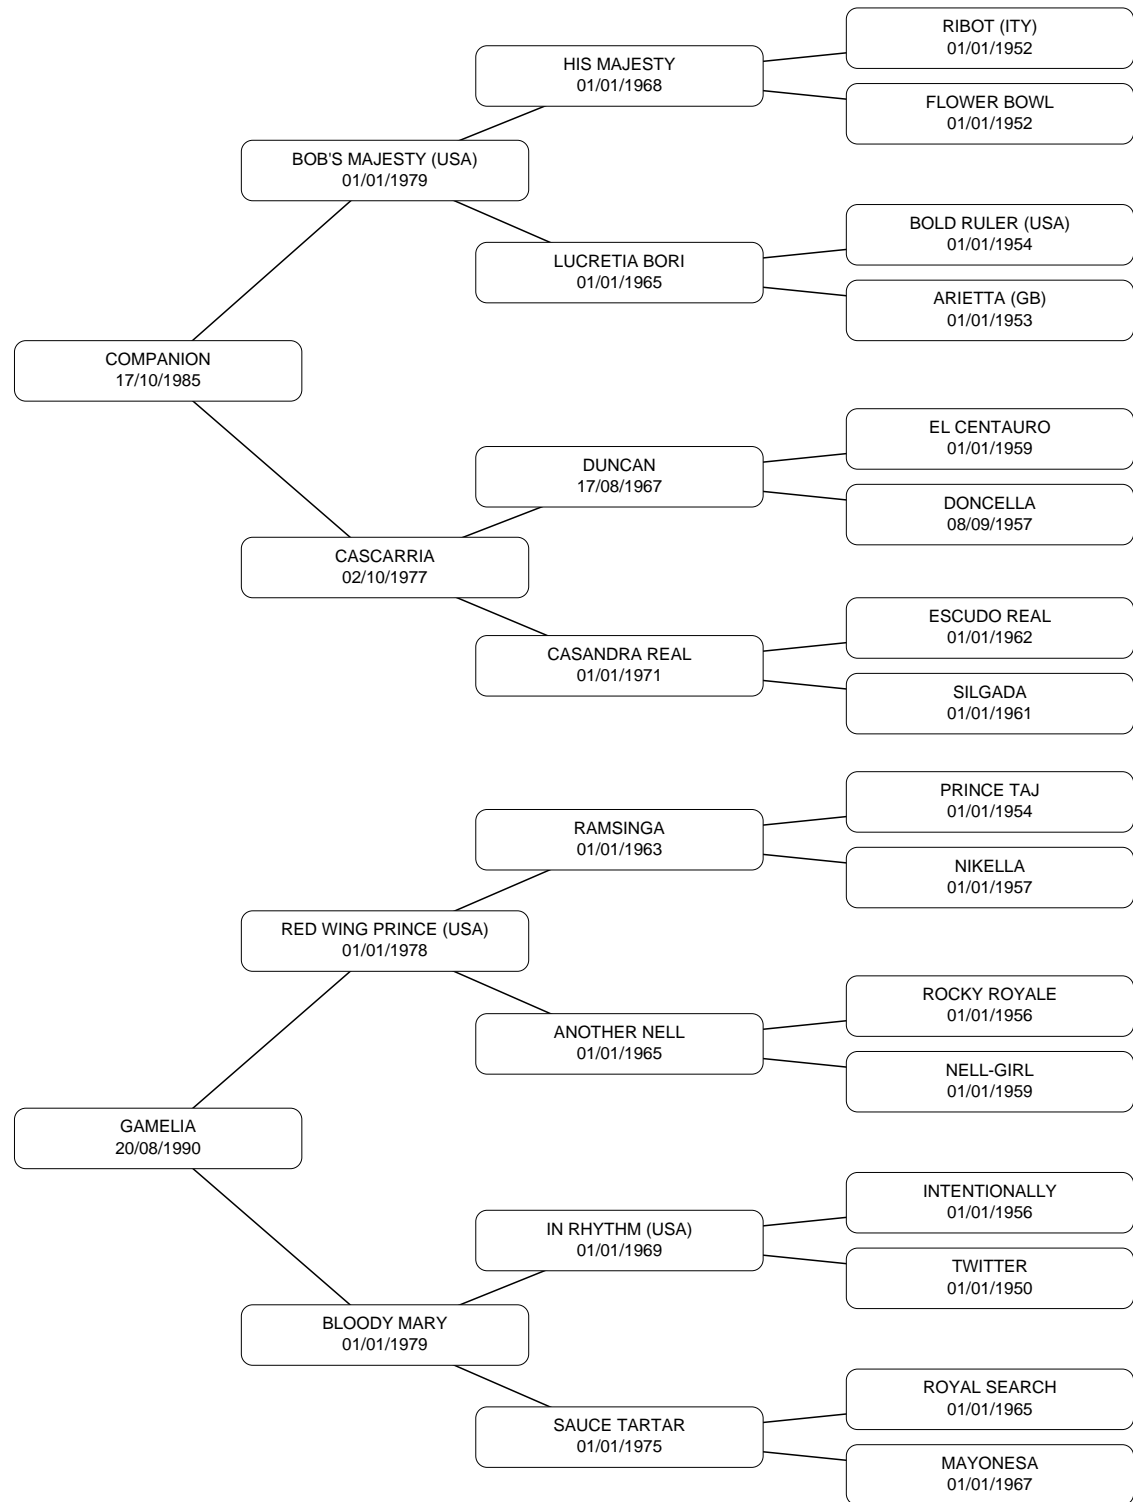 RIBOT (ITY)
01/01/1952
HIS MAJESTY
01/01/1968
FLOWER BOWL
01/01/1952
BOB'S MAJESTY (USA)
01/01/1979
BOLD RULER (USA)
01/01/1954
LUCRETIA BORI
01/01/1965
ARIETTA (GB)
01/01/1953
COMPANION
17/10/1985
EL CENTAURO
01/01/1959
DUNCAN
17/08/1967
DONCELLA
08/09/1957
CASCARRIA
02/10/1977
ESCUDO REAL
01/01/1962
CASANDRA REAL
01/01/1971
SILGADA
01/01/1961
PRINCE TAJ
01/01/1954
RAMSINGA
01/01/1963
NIKELLA
01/01/1957
RED WING PRINCE (USA)
01/01/1978
ROCKY ROYALE
01/01/1956
ANOTHER NELL
01/01/1965
NELL-GIRL
01/01/1959
GAMELIA
20/08/1990
INTENTIONALLY
01/01/1956
IN RHYTHM (USA)
01/01/1969
TWITTER
01/01/1950
BLOODY MARY
01/01/1979
ROYAL SEARCH
01/01/1965
SAUCE TARTAR
01/01/1975
MAYONESA
01/01/1967